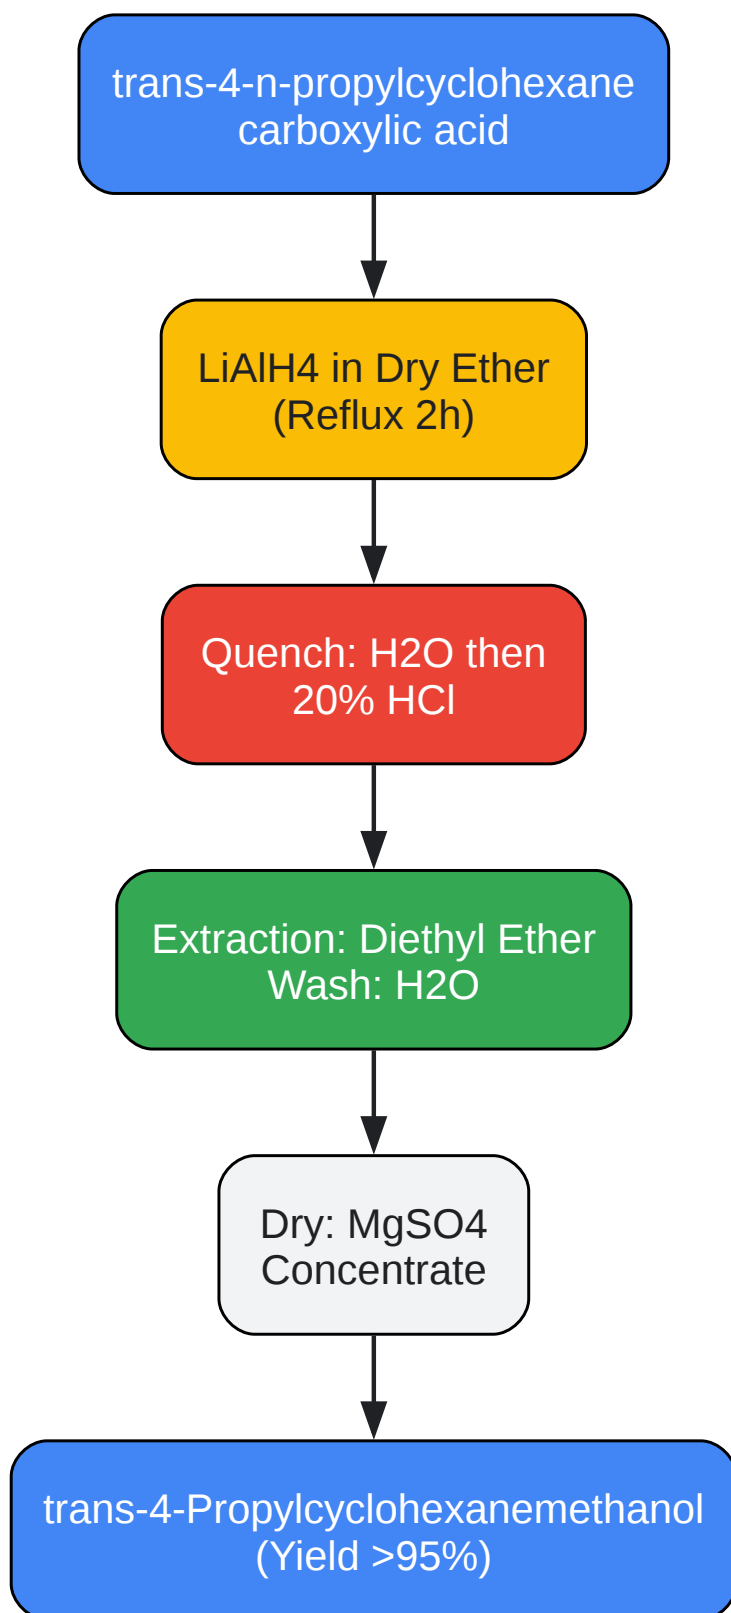 trans-4-n-propylcyclohexane
carboxylic acid
LiAlH4 in Dry Ether
(Reflux 2h)
Quench: H2O then
20% HCl
Extraction: Diethyl Ether
Wash: H2O
Dry: MgSO4
Concentrate
trans-4-Propylcyclohexanemethanol
(Yield >95%)